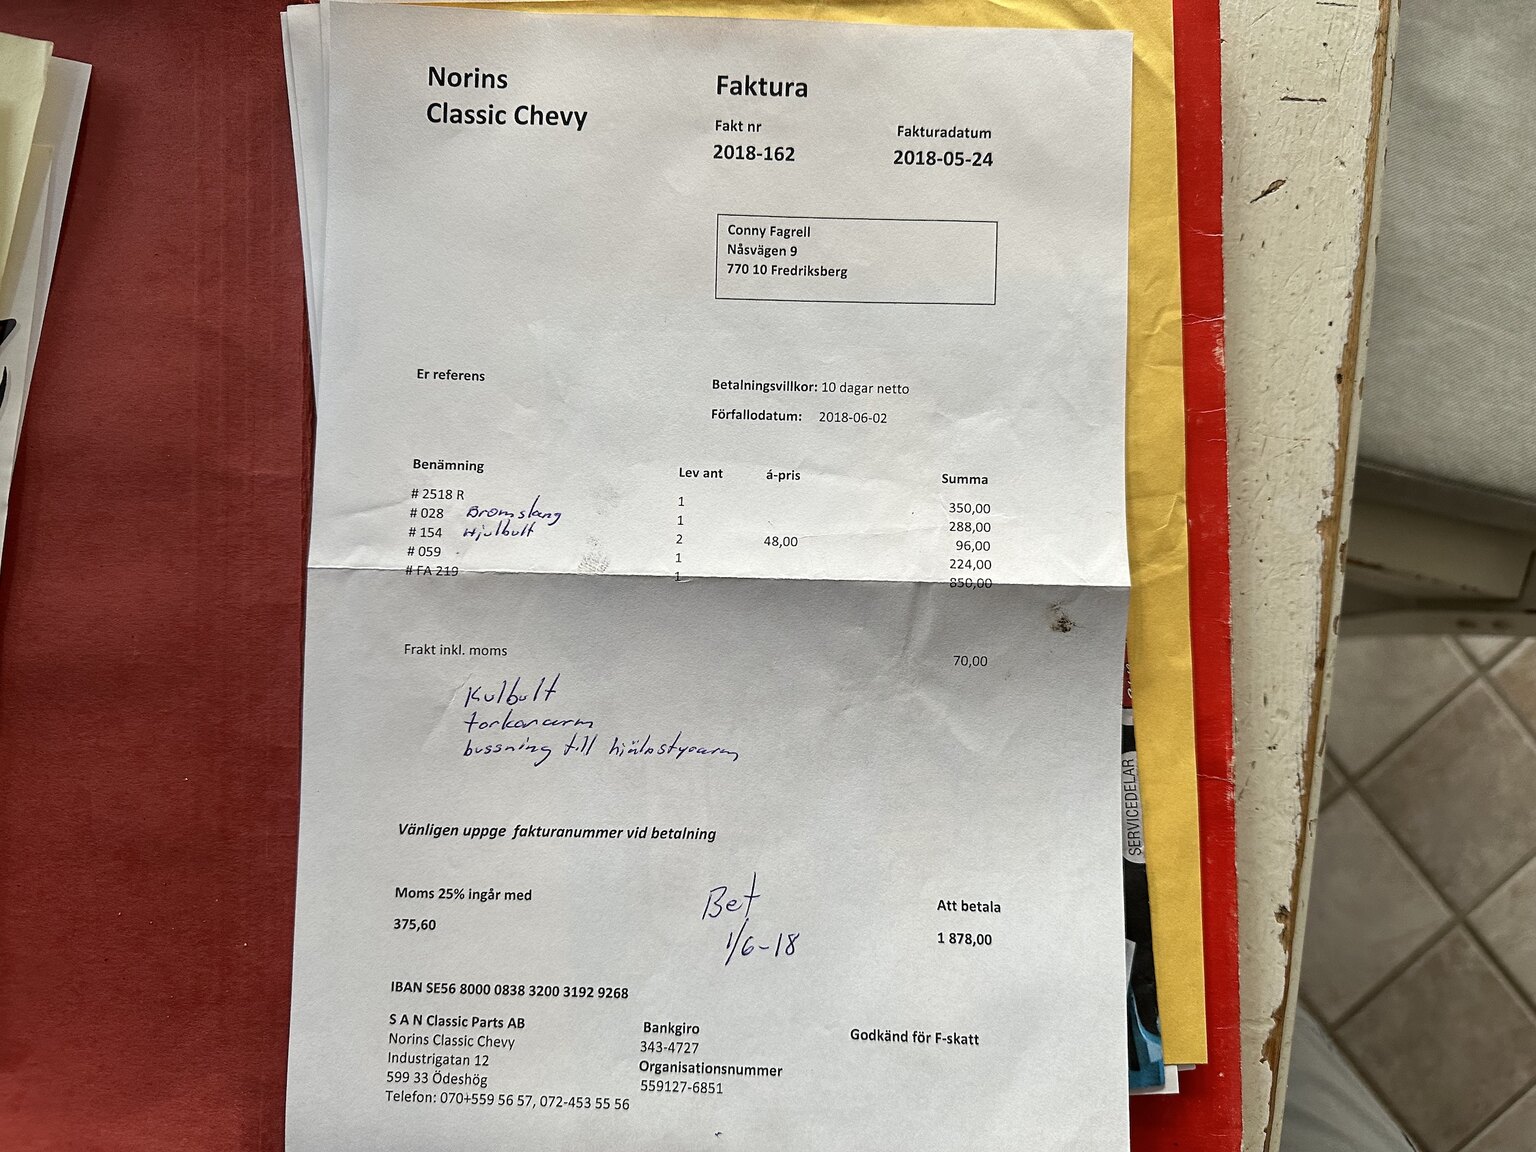 Norins
Classic Chevy
Faktura
Fakt nr
Fakturadatum
2018-162
2018-05-24
Conny Fagrell
Nåsvägen 9
770 10 Fredriksberg
Er referens
Betalningsvillkor: 10 dagar netto
Förfallodatum: 2018-06-02
Benämning Lev ant á-pris Summa
# 2518 R 1 350,00
# 028 Bromslang 1 288,00
# 154 Hjulbult 2 48,00 96,00
# 059 1 224,00
# FA 219 1 850,00
Frakt inkl. moms 70,00
Kulbult
torkararm
bussning till hjälpstyrarm
Vänligen uppge fakturanummer vid betalning
Moms 25% ingår med
375,60
Bet
1/6-18
Att betala
1 878,00
IBAN SE56 8000 0838 3200 3192 9268
S A N Classic Parts AB
Norins Classic Chevy
Industrigatan 12
599 33 Ödeshög
Telefon: 070+559 56 57, 072-453 55 56
Bankgiro
343-4727
Organisationsnummer
559127-6851
Godkänd för F-skatt
SERVICEDELAR